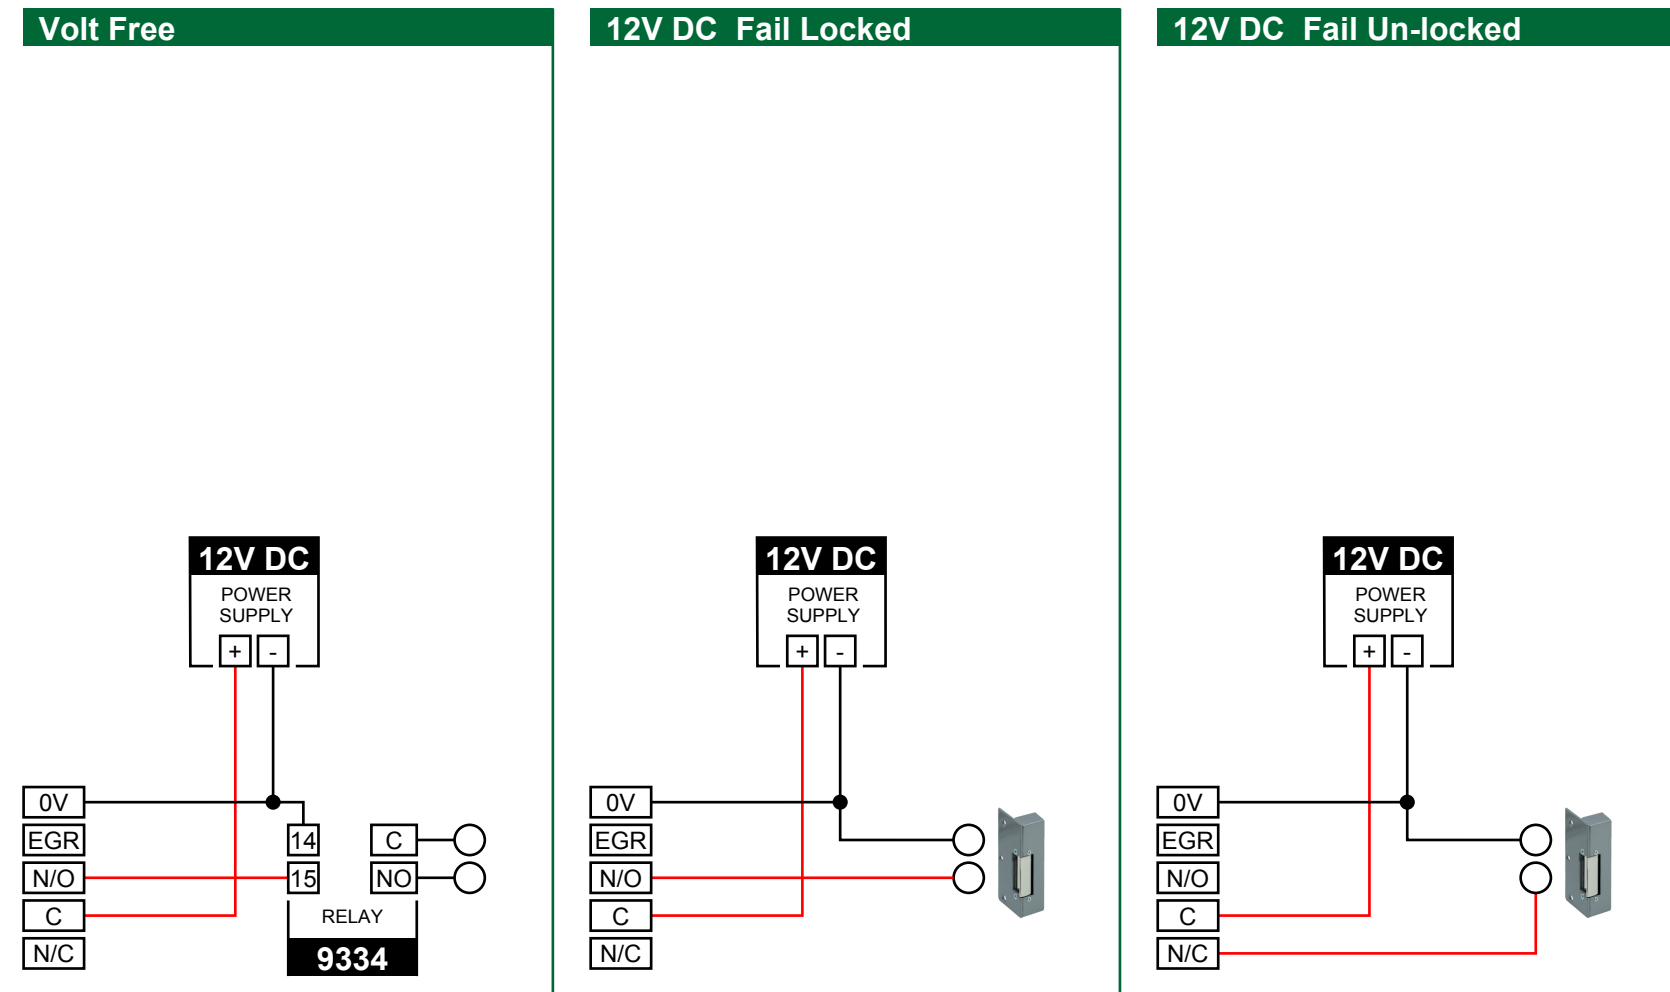 Volt Free
12V DC
POWER
SUPPLY
+ -
0V
EGR
N/O
C
N/C
14
15
C
NO
RELAY
9334
12V DC Fail Locked
12V DC
POWER
SUPPLY
+ -
0V
EGR
N/O
C
N/C
12V DC Fail Un-locked
12V DC
POWER
SUPPLY
+ -
0V
EGR
N/O
C
N/C